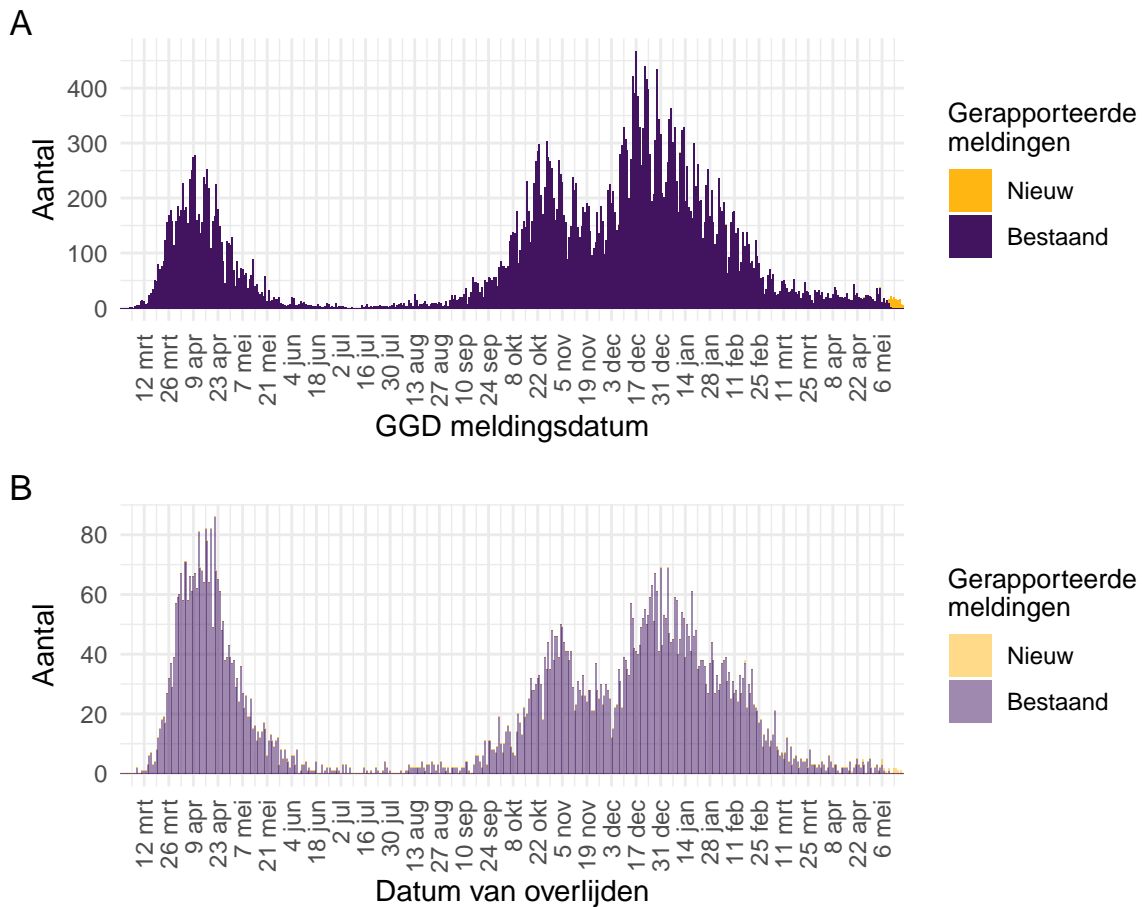 A
Aantal
400
300
200
100
0
12 mrt
26 mrt
9 apr
23 apr
7 mei
21 mei
4 jun
18 jun
2 jul
16 jul
30 jul
13 aug
27 aug
10 sep
24 sep
8 okt
22 okt
5 nov
19 nov
3 dec
17 dec
31 dec
14 jan
28 jan
11 feb
25 feb
11 mrt
25 mrt
8 apr
22 apr
6 mei
GGD meldingsdatum
Gerapporteerde
meldingen
Nieuw
Bestaand
B
Aantal
80
60
40
20
0
12 mrt
26 mrt
9 apr
23 apr
7 mei
21 mei
4 jun
18 jun
2 jul
16 jul
30 jul
13 aug
27 aug
10 sep
24 sep
8 okt
22 okt
5 nov
19 nov
3 dec
17 dec
31 dec
14 jan
28 jan
11 feb
25 feb
11 mrt
25 mrt
8 apr
22 apr
6 mei
Datum van overlijden
Gerapporteerde
meldingen
Nieuw
Bestaand